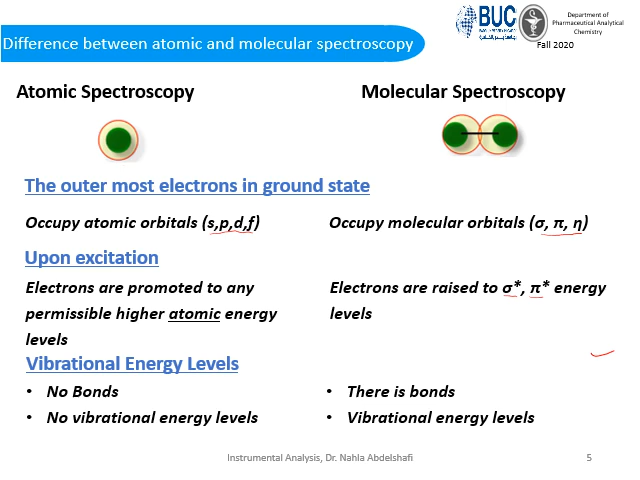 Difference between atomic and molecular spectroscopy
BUC
Department of
Pharmaceutical Analytical
Chemistry
Fall 2020
Atomic Spectroscopy
Molecular Spectroscopy
The outer most electrons in ground state
Occupy atomic orbitals (s,p,d,f)
Occupy molecular orbitals (σ, π, η)
Upon excitation
Electrons are promoted to any
permissible higher atomic energy
levels
Electrons are raised to σ*, π* energy
levels
Vibrational Energy Levels
• No Bonds
• No vibrational energy levels
• There is bonds
• Vibrational energy levels
Instrumental Analysis, Dr. Nahla Abdelshafi
5